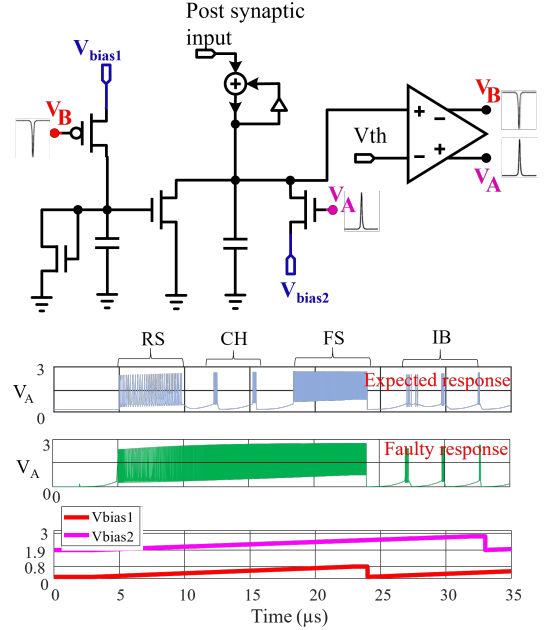 Post synaptic
input
Vbias1
VB
+
Vth
+
−
−
+
VB
VA
VA
Vbias2
RS
CH
FS
IB
3
VA
0
Expected response
3
VA
0
0
Faulty response
Vbias1
Vbias2
3
1.9
0.8
0
0
5
10
15
20
25
30
35
Time (µs)